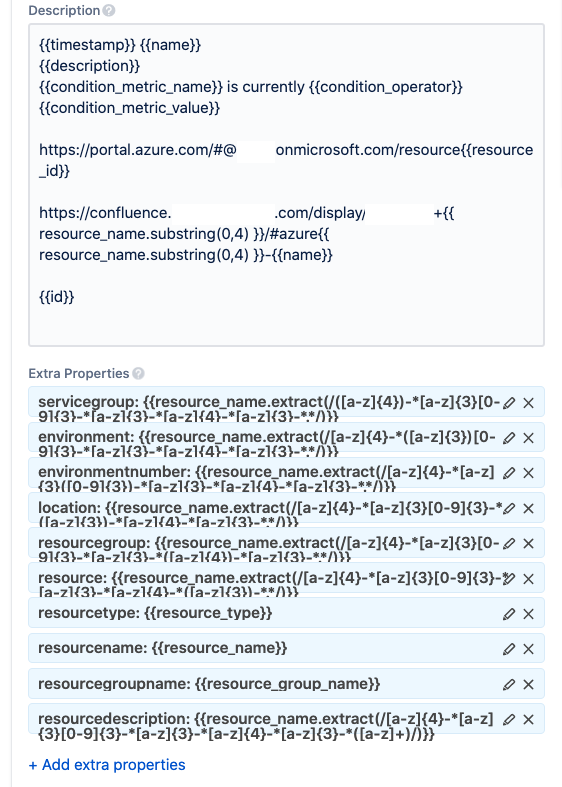 Description
{{timestamp}} {{name}}
{{description}}
{{condition_metric_name}} is currently {{condition_operator}}
{{condition_metric_value}}
https://portal.azure.com/#@ onmicrosoft.com/resource{{resource
_id}}
https://confluence. .com/display/ +{{
resource_name.substring(0,4) }}/#azure{{
resource_name.substring(0,4) }}-{{name}}
{{id}}
Extra Properties
servicegroup: {{resource_name.extract(/([a-z]{4})-*[a-z]{3}[0-
9]{3}-*[a-z]{3}-*[a-z]{4}-*[a-z]{3}-*.*/)}}
environment: {{resource_name.extract(/[a-z]{4}-*([a-z]{3})[0-
9]{3}-*[a-z]{3}-*[a-z]{4}-*[a-z]{3}-*.*/)}}
environmentnumber: {{resource_name.extract(/[a-z]{4}-*[a-z]
{3}([0-9]{3})-*[a-z]{3}-*[a-z]{4}-*[a-z]{3}-*.*/)}}
location: {{resource_name.extract(/[a-z]{4}-*[a-z]{3}[0-9]{3}-*
([a-z]{3})-*[a-z]{4}-*[a-z]{3}-*.*/)}}
resourcegroup: {{resource_name.extract(/[a-z]{4}-*[a-z]{3}[0-
9]{3}-*[a-z]{3}-*([a-z]{4})-*[a-z]{3}-*.*/)}}
resource: {{resource_name.extract(/[a-z]{4}-*[a-z]{3}[0-9]{3}-*
[a-z]{3}-*[a-z]{4}-*([a-z]{3})-*.*/)}}
resourcetype: {{resource_type}}
resourcename: {{resource_name}}
resourcegroupname: {{resource_group_name}}
resourcedescription: {{resource_name.extract(/[a-z]{4}-*[a-z]
{3}[0-9]{3}-*[a-z]{3}-*[a-z]{4}-*[a-z]{3}-*([a-z]+)/)}}
+ Add extra properties